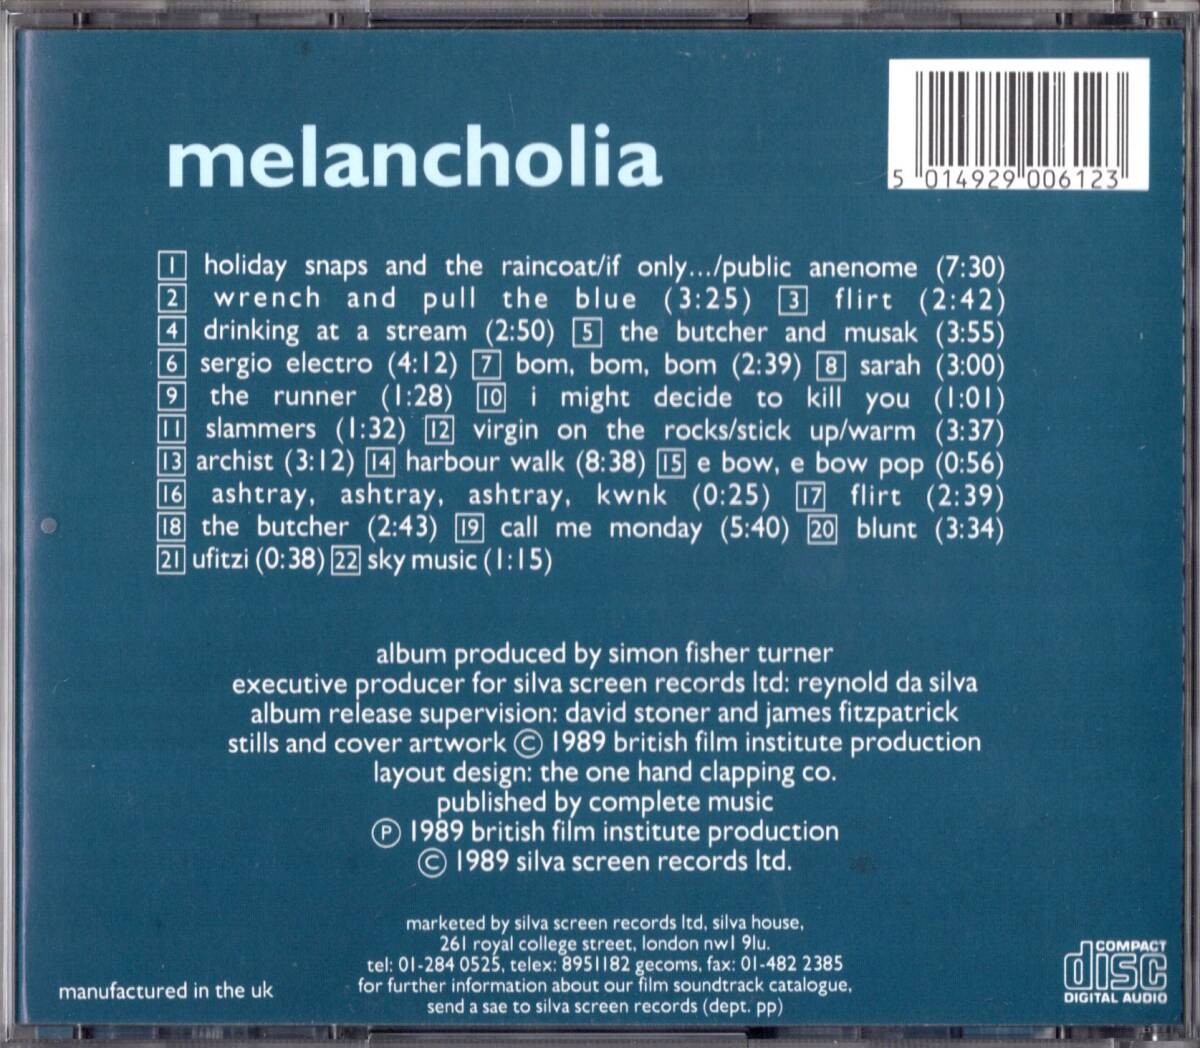 melancholia
5 014929 006123
1 holiday snaps and the raincoat/if only.../public anenome (7:30)
2 wrench and pull the blue (3:25) 3 flirt (2:42)
4 drinking at a stream (2:50) 5 the butcher and musak (3:55)
6 sergio electro (4:12) 7 bom, bom, bom (2:39) 8 sarah (3:00)
9 the runner (1:28) 10 i might decide to kill you (1:01)
11 slammers (1:32) 12 virgin on the rocks/stick up/warm (3:37)
13 archist (3:12) 14 harbour walk (8:38) 15 e bow, e bow pop (0:56)
16 ashtray, ashtray, ashtray, kwnk (0:25) 17 flirt (2:39)
18 the butcher (2:43) 19 call me monday (5:40) 20 blunt (3:34)
21 ufitzi (0:38) 22 sky music (1:15)
album produced by simon fisher turner
executive producer for silva screen records ltd: reynold da silva
album release supervision: david stoner and james fitzpatrick
stills and cover artwork © 1989 british film institute production
layout design: the one hand clapping co.
published by complete music
℗ 1989 british film institute production
© 1989 silva screen records ltd.
marketed by silva screen records ltd, silva house,
261 royal college street, london nw1 9lu.
tel: 01-284 0525, telex: 8951182 gecoms, fax: 01-482 2385
for further information about our film soundtrack catalogue,
send a sae to silva screen records (dept. pp)
manufactured in the uk
COMPACT
disc
DIGITAL AUDIO